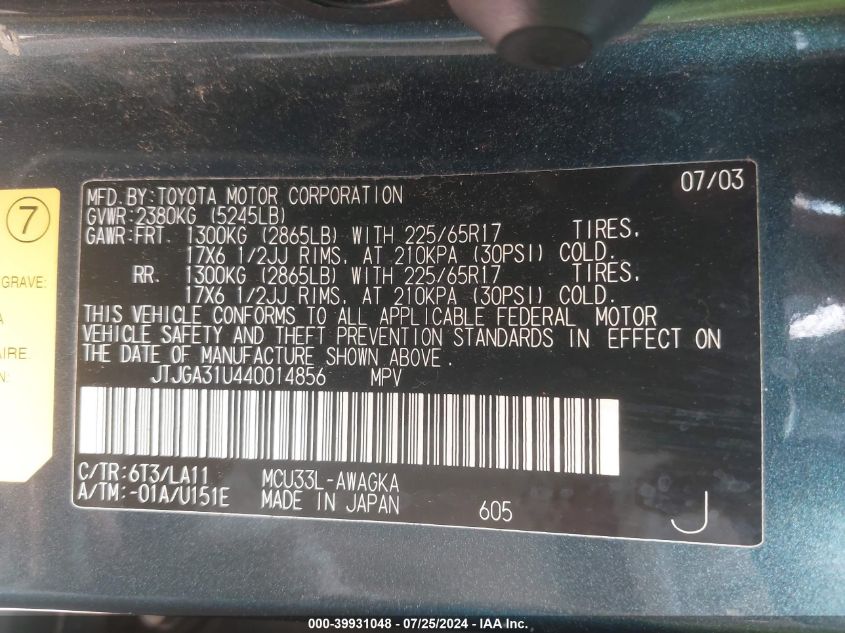 07/03
MFD.BY:TOYOTA MOTOR CORPORATION
GVWR:2380KG (5245LB)
GAWR:FRT. 1300KG (2865LB) WITH 225/65R17 TIRES,
17X6 1/2JJ RIMS, AT 210KPA (30PSI) COLD.
RR. 1300KG (2865LB) WITH 225/65R17 TIRES,
17X6 1/2JJ RIMS, AT 210KPA (30PSI) COLD.
THIS VEHICLE CONFORMS TO ALL APPLICABLE FEDERAL MOTOR
VEHICLE SAFETY AND THEFT PREVENTION STANDARDS IN EFFECT ON
THE DATE OF MANUFACTURE SHOWN ABOVE.
JTJGA31U440014856 MPV
C/TR:6T3/LA11 MCU33L-AWAGKA
A/TM:-01A/U151E MADE IN JAPAN 605 J
7
GRAVE:
A
AIRE.
000-39931048 - 07/25/2024 - IAA Inc.